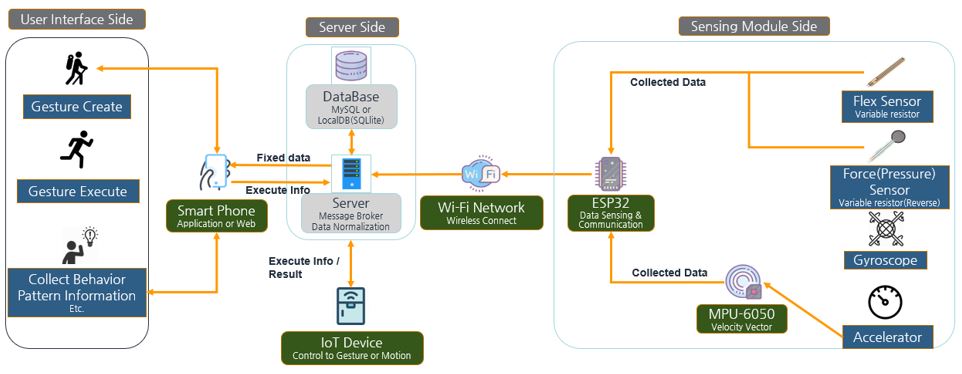 User Interface Side
Server Side
Sensing Module Side
Gesture Create
Gesture Execute
Collect Behavior
Pattern Information
Etc.
Smart Phone
Application or Web
Fixed data
Execute Info
DataBase
MySQL or
LocalDB(SQLlite)
Server
Message Broker
Data Normalization
Execute Info /
Result
IoT Device
Control to Gesture or Motion
Wi Fi
Wi-Fi Network
Wireless Connect
Collected Data
ESP32
Data Sensing &
Communication
Collected Data
MPU-6050
Velocity Vector
Flex Sensor
Variable resistor
Force(Pressure)
Sensor
Variable resistor(Reverse)
Gyroscope
Accelerator